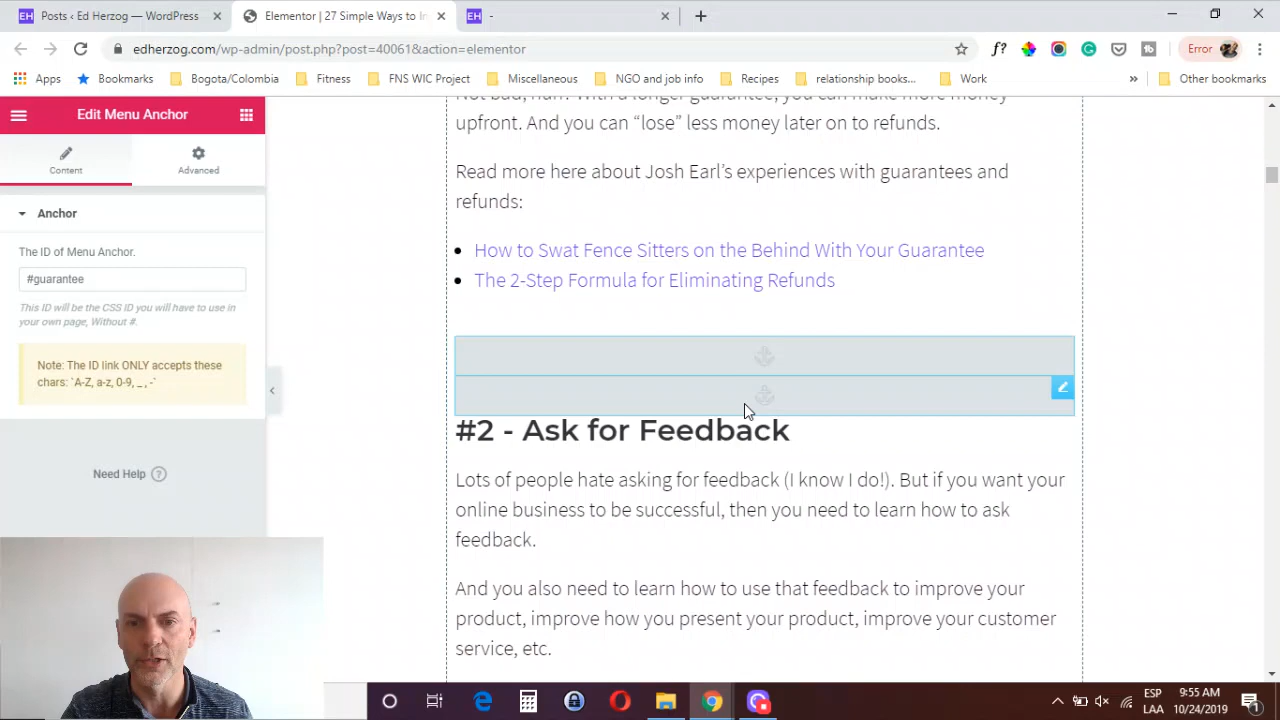 Posts ‹ Ed Herzog — WordPress
Elementor | 27 Simple Ways to In
-
edherzog.com/wp-admin/post.php?post=40061&action=elementor
f?
Error
Apps
Bookmarks
Bogota/Colombia
Fitness
FNS WIC Project
Miscellaneous
NGO and job info
Recipes
relationship books...
Work
»
Other bookmarks
Edit Menu Anchor
Content
Advanced
Anchor
The ID of Menu Anchor.
#guarantee
This ID will be the CSS ID you will have to use in
your own page, Without #.
Note: The ID link ONLY accepts these
chars: `A-Z, a-z, 0-9, _ , -`
Need Help ?
Not bad, huh? With a longer guarantee, you can make more money
upfront. And you can “lose” less money later on to refunds.
Read more here about Josh Earl’s experiences with guarantees and
refunds:
How to Swat Fence Sitters on the Behind With Your Guarantee
The 2-Step Formula for Eliminating Refunds
#2 - Ask for Feedback
Lots of people hate asking for feedback (I know I do!). But if you want your
online business to be successful, then you need to learn how to ask
feedback.
And you also need to learn how to use that feedback to improve your
product, improve how you present your product, improve your customer
service, etc.
ESP
LAA
9:55 AM
10/24/2019
1